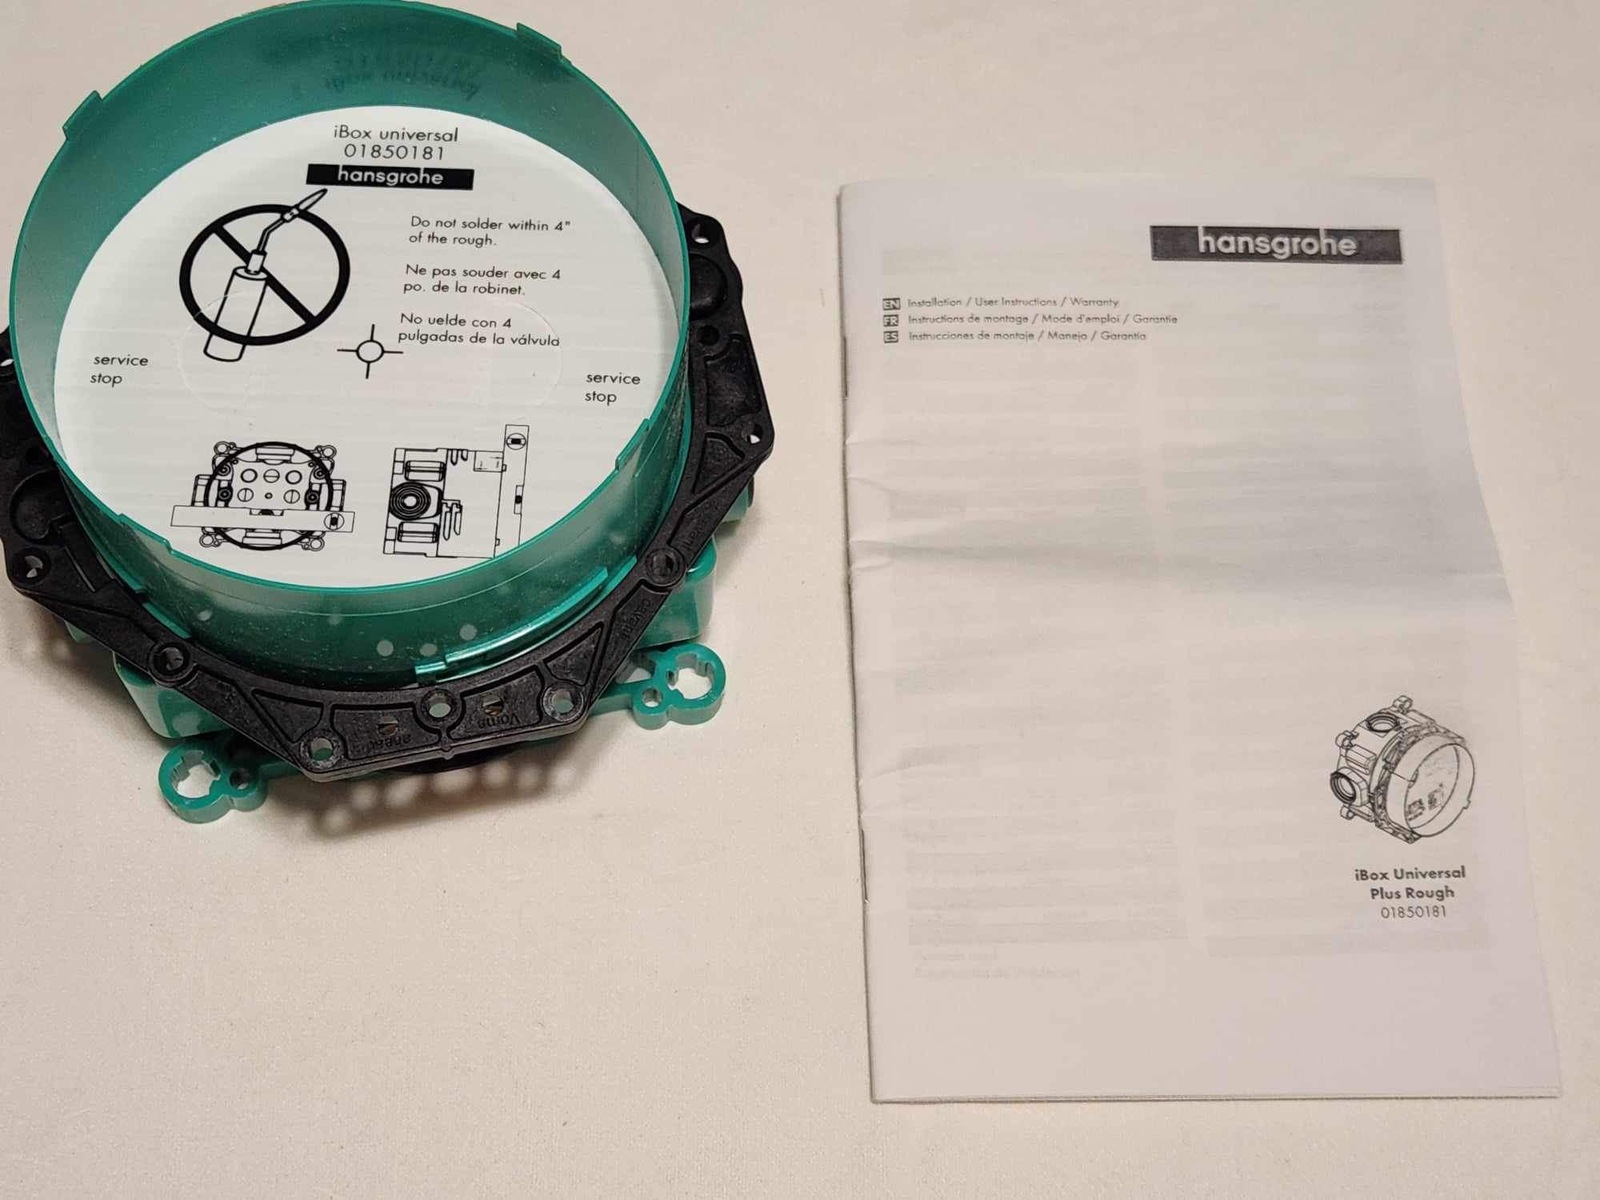 iBox universal
01850181
hansgrohe
Do not solder within 4"
of the rough.
Ne pas souder avec 4
po. de la robinet.
No uelde con 4
pulgadas de la válvula
service
stop
service
stop
Vorne
hansgrohe
EN Installation / User Instructions / Warranty
FR Instructions de montage / Mode d'emploi / Garantie
ES Instrucciones de montaje / Manejo / Garantía
iBox Universal
Plus Rough
01850181